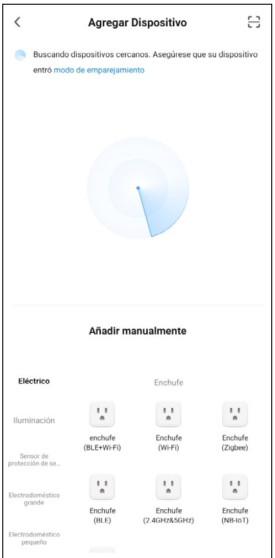 Agregar Dispositivo
Buscando dispositivos cercanos. Asegúrese que su dispositivo
entró modo de emparejamiento
Añadir manualmente
Eléctrico
Enchufe
Iluminación
Sensor de
protección de se...
Electrodoméstico
grande
Electrodoméstico
pequeño
enchufe
(BLE+Wi-Fi)
Enchufe
(Wi-Fi)
Enchufe
(Zigbee)
Enchufe
(BLE)
Enchufe
(2.4GHz&5GHz)
Enchufe
(NB-IoT)